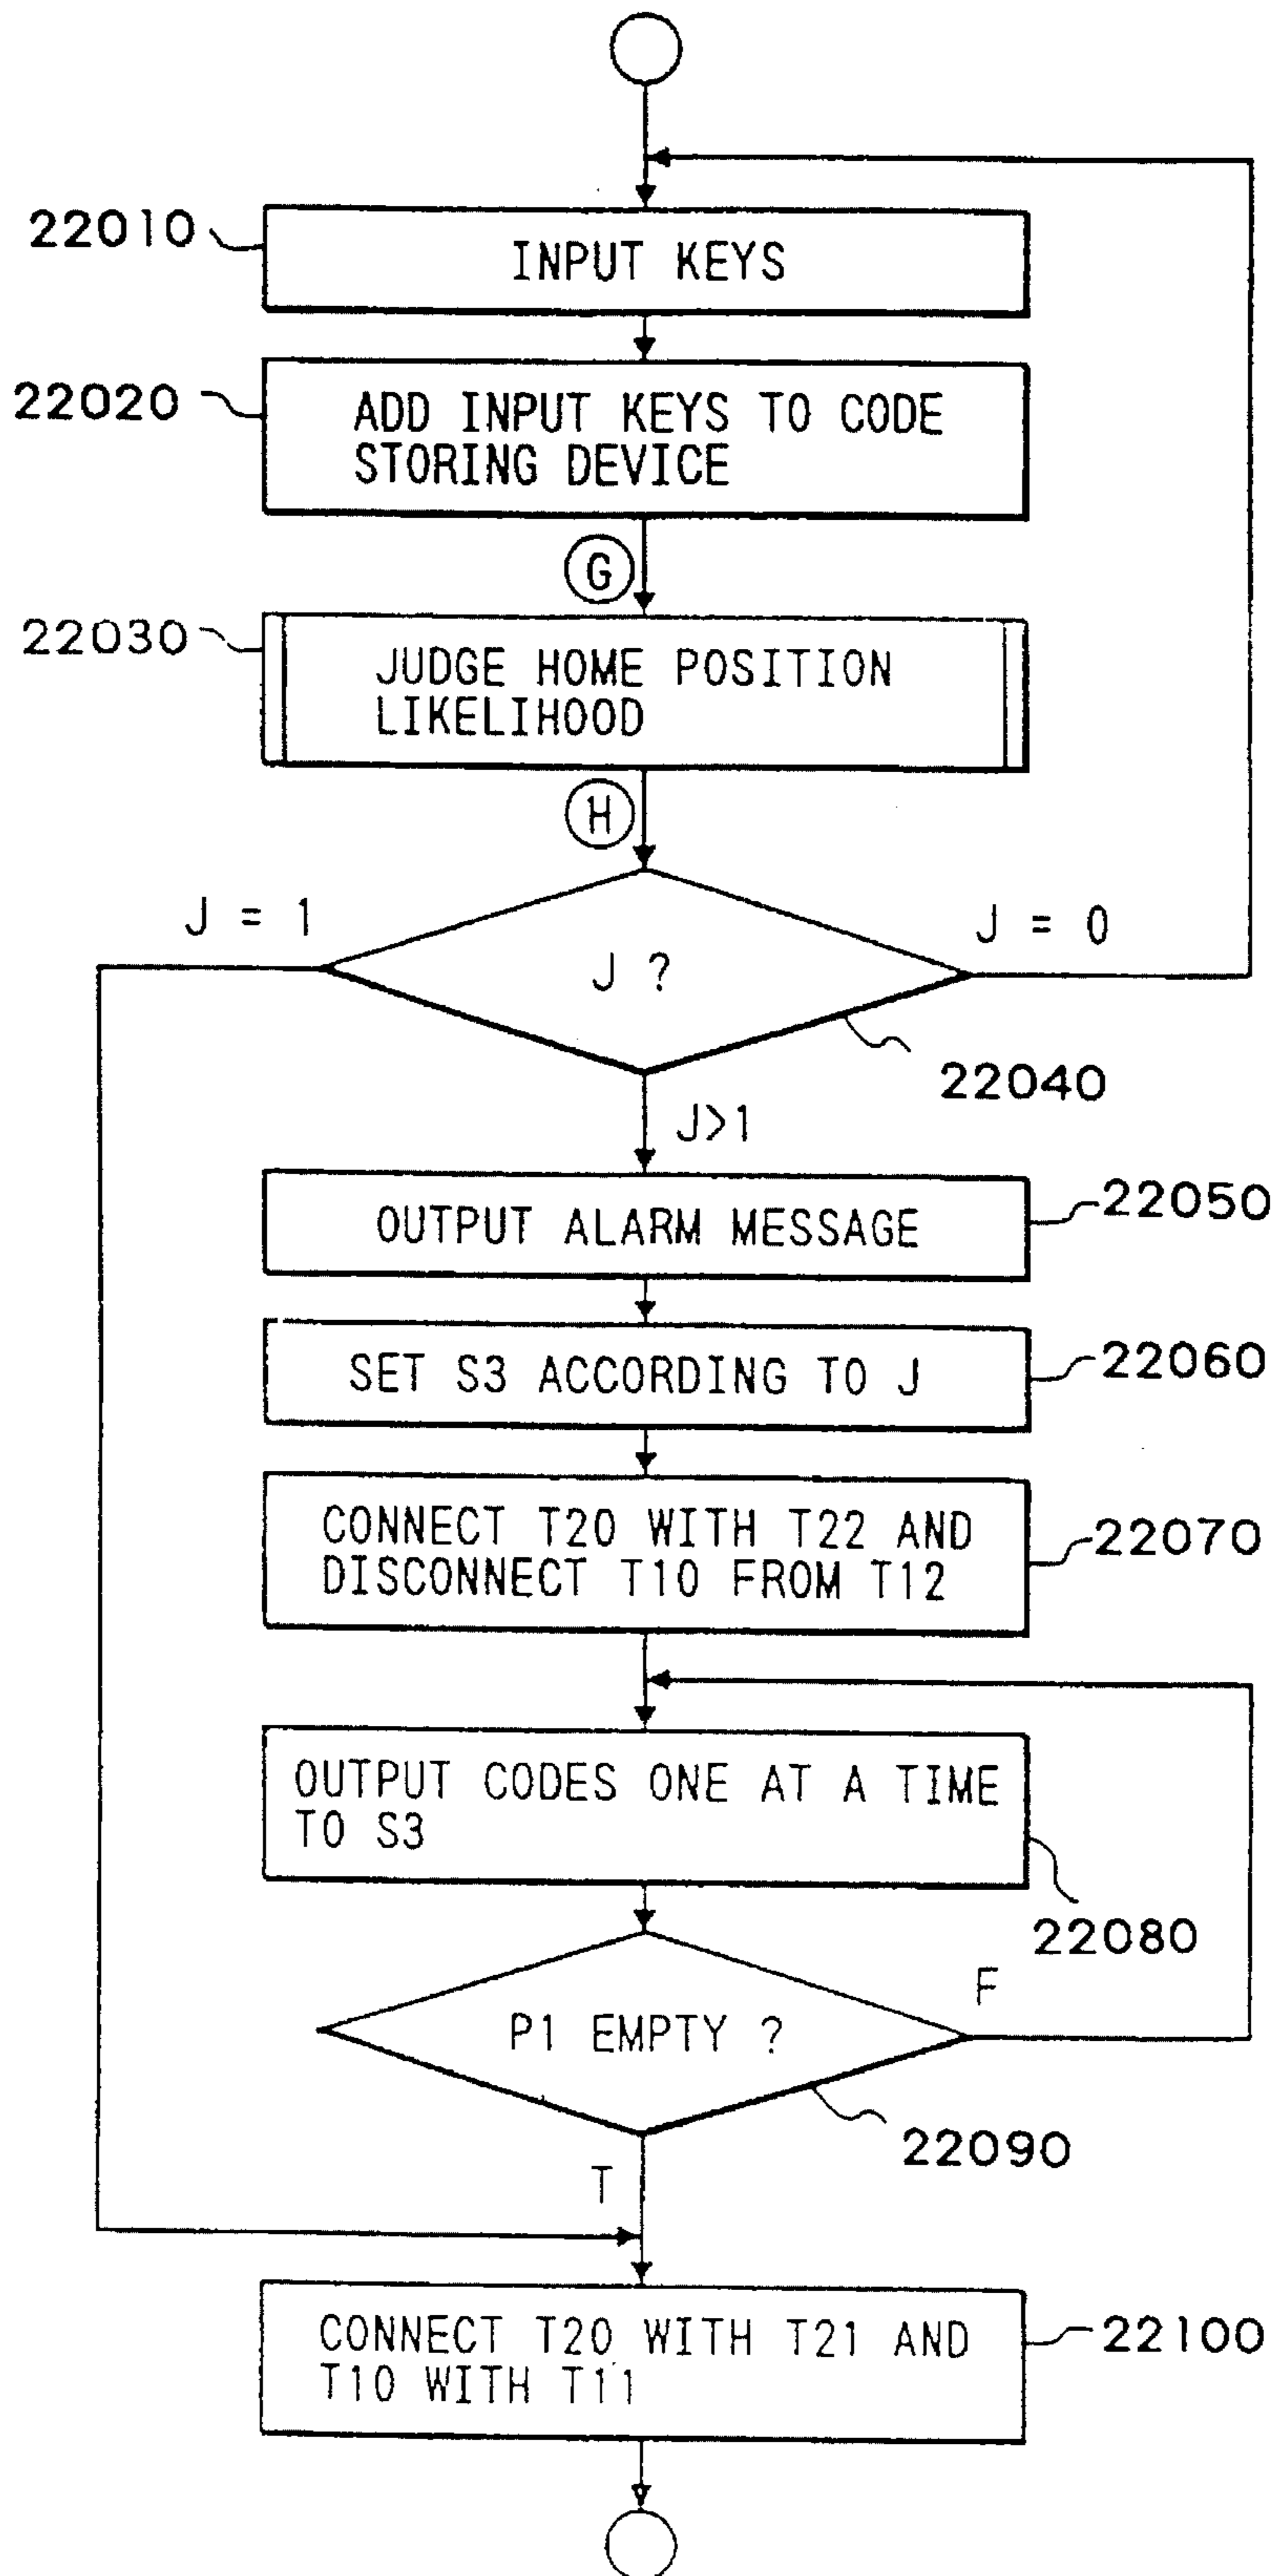 22010
INPUT KEYS
22020
ADD INPUT KEYS TO CODE
STORING DEVICE
G
22030
JUDGE HOME POSITION
LIKELIHOOD
H
J = 1
J = 0
J ?
22040
J>1
OUTPUT ALARM MESSAGE
22050
SET S3 ACCORDING TO J
22060
CONNECT T20 WITH T22 AND
DISCONNECT T10 FROM T12
22070
OUTPUT CODES ONE AT A TIME
TO S3
22080
F
P1 EMPTY ?
22090
T
CONNECT T20 WITH T21 AND
T10 WITH T11
22100